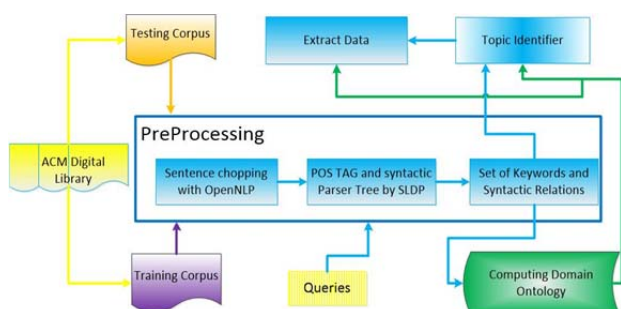 Testing Corpus
Extract Data
Topic Identifier
PreProcessing
ACM Digital
Library
Sentence chopping
with OpenNLP
POS TAG and syntactic
Parser Tree by SLDP
Set of Keywords and
Syntactic Relations
Training Corpus
Queries
Computing Domain
Ontology